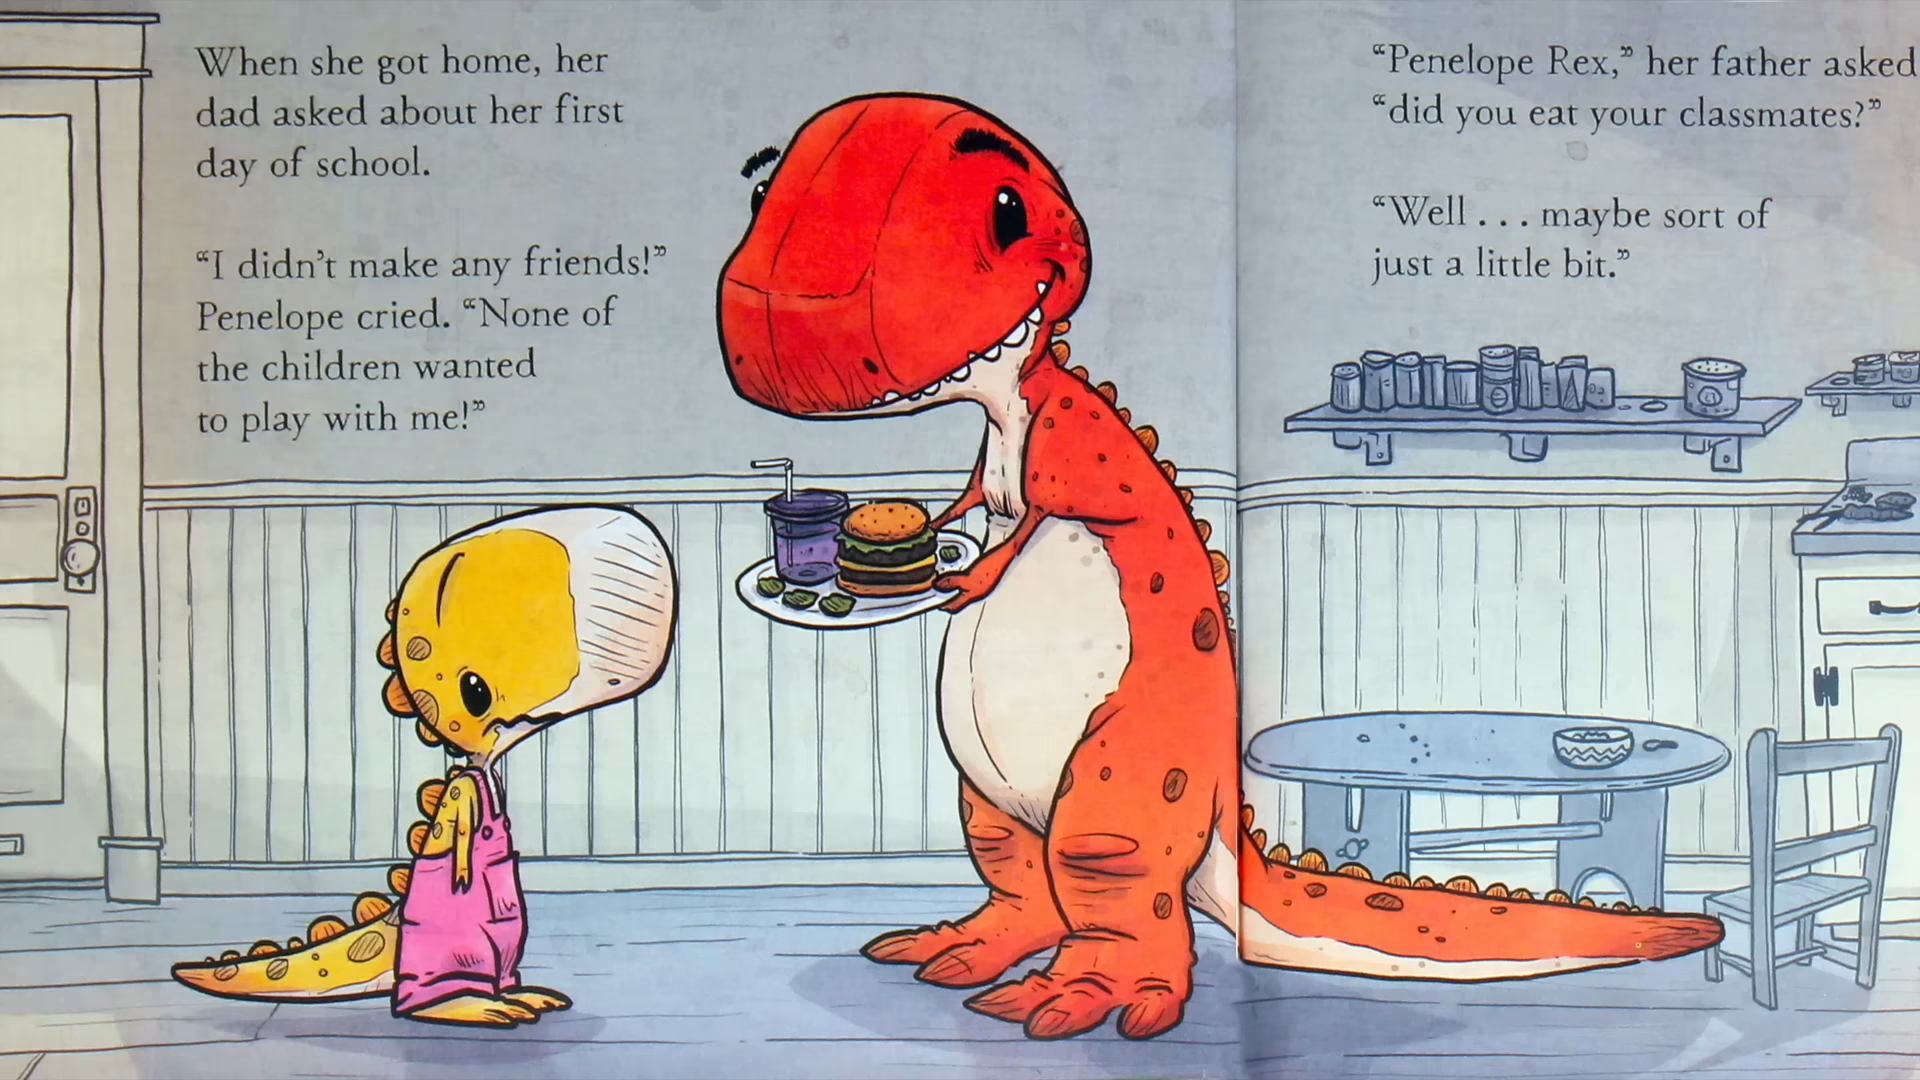 When she got home, her
dad asked about her first
day of school.
“I didn’t make any friends!”
Penelope cried. “None of
the children wanted
to play with me!”
“Penelope Rex,” her father asked
“did you eat your classmates?”
“Well . . . maybe sort of
just a little bit.”